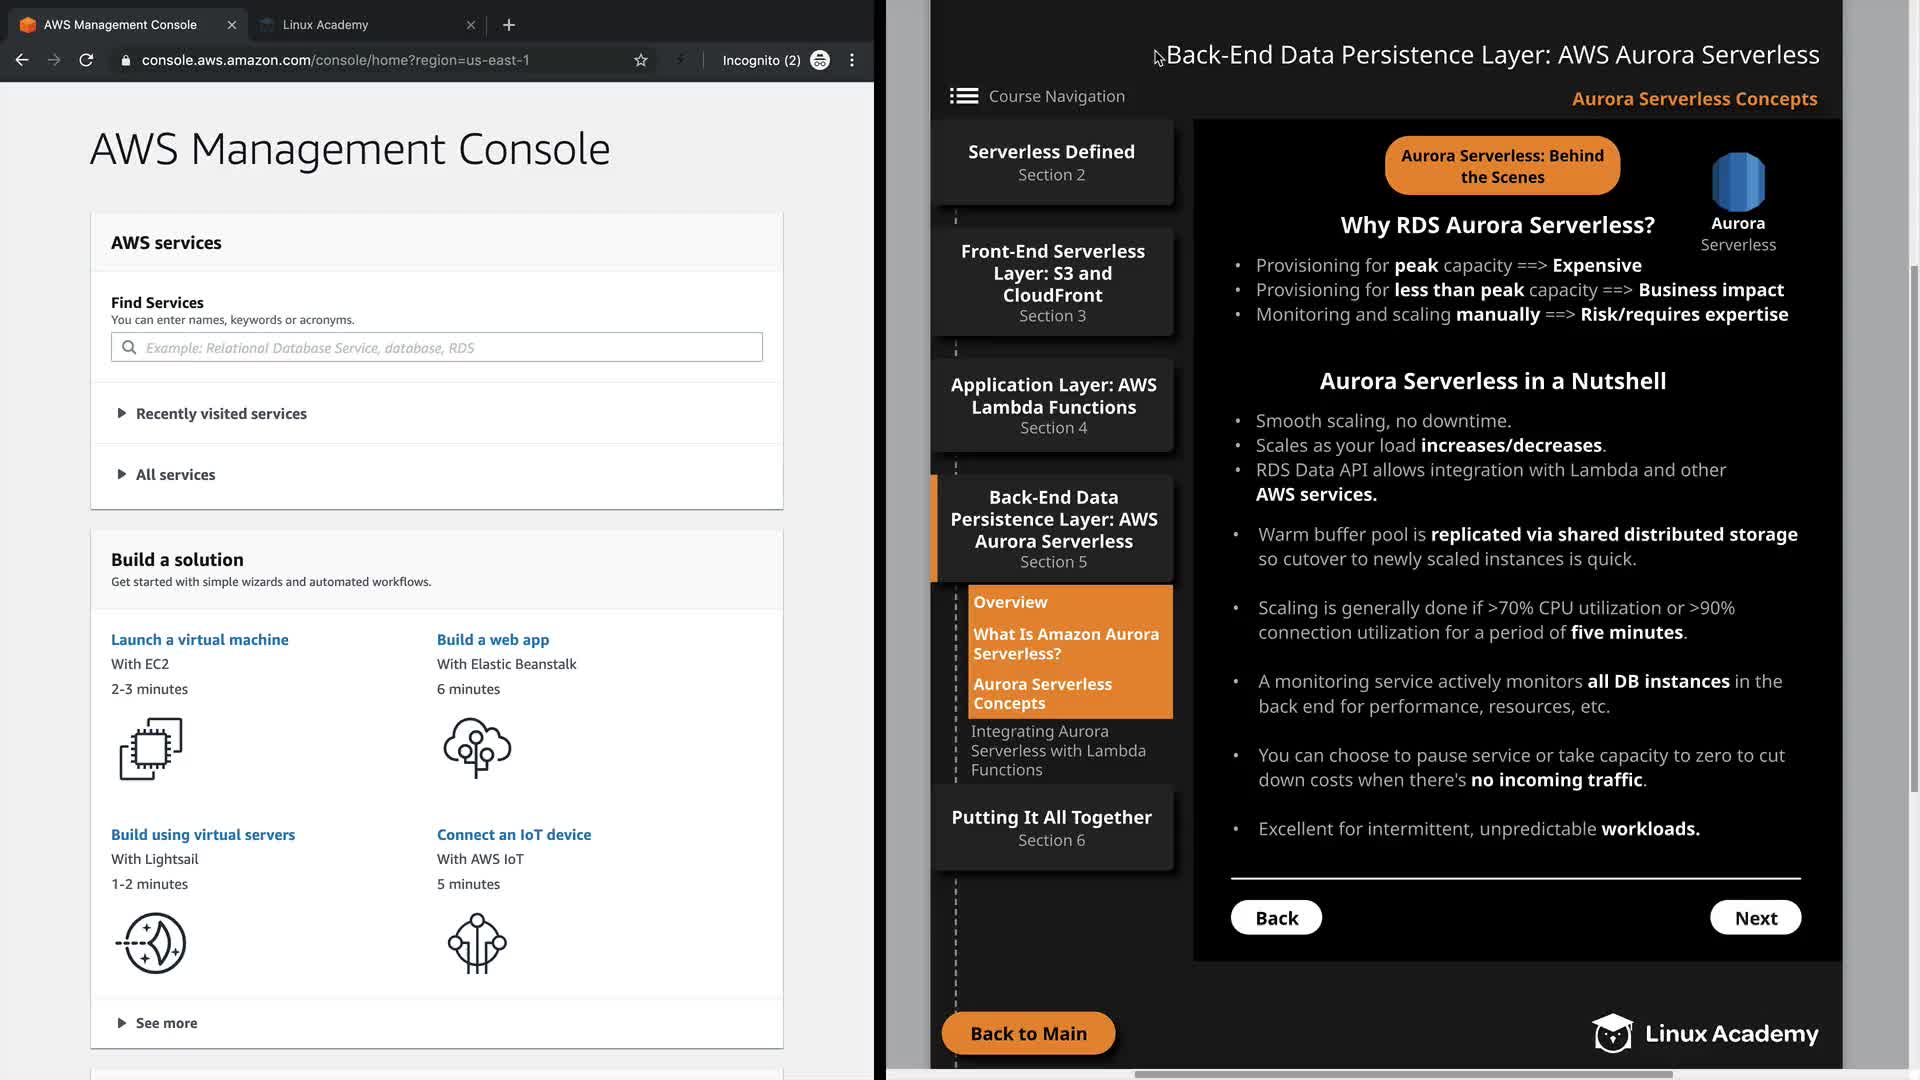 AWS Management Console
Linux Academy
console.aws.amazon.com/console/home?region=us-east-1
Incognito (2)
AWS Management Console
AWS services
Find Services
You can enter names, keywords or acronyms.
Example: Relational Database Service, database, RDS
Recently visited services
All services
Build a solution
Get started with simple wizards and automated workflows.
Launch a virtual machine
With EC2
2-3 minutes
Build a web app
With Elastic Beanstalk
6 minutes
Build using virtual servers
With Lightsail
1-2 minutes
Connect an IoT device
With AWS IoT
5 minutes
See more
Back-End Data Persistence Layer: AWS Aurora Serverless
Course Navigation
Aurora Serverless Concepts
Serverless Defined
Section 2
Front-End Serverless
Layer: S3 and
CloudFront
Section 3
Application Layer: AWS
Lambda Functions
Section 4
Back-End Data
Persistence Layer: AWS
Aurora Serverless
Section 5
Overview
What Is Amazon Aurora
Serverless?
Aurora Serverless
Concepts
Integrating Aurora
Serverless with Lambda
Functions
Putting It All Together
Section 6
Back to Main
Aurora Serverless: Behind
the Scenes
Aurora
Serverless
Why RDS Aurora Serverless?
• Provisioning for peak capacity ==> Expensive
• Provisioning for less than peak capacity ==> Business impact
• Monitoring and scaling manually ==> Risk/requires expertise
Aurora Serverless in a Nutshell
• Smooth scaling, no downtime.
• Scales as your load increases/decreases.
• RDS Data API allows integration with Lambda and other
AWS services.
• Warm buffer pool is replicated via shared distributed storage
so cutover to newly scaled instances is quick.
• Scaling is generally done if >70% CPU utilization or >90%
connection utilization for a period of five minutes.
• A monitoring service actively monitors all DB instances in the
back end for performance, resources, etc.
• You can choose to pause service or take capacity to zero to cut
down costs when there's no incoming traffic.
• Excellent for intermittent, unpredictable workloads.
Back
Next
Linux Academy